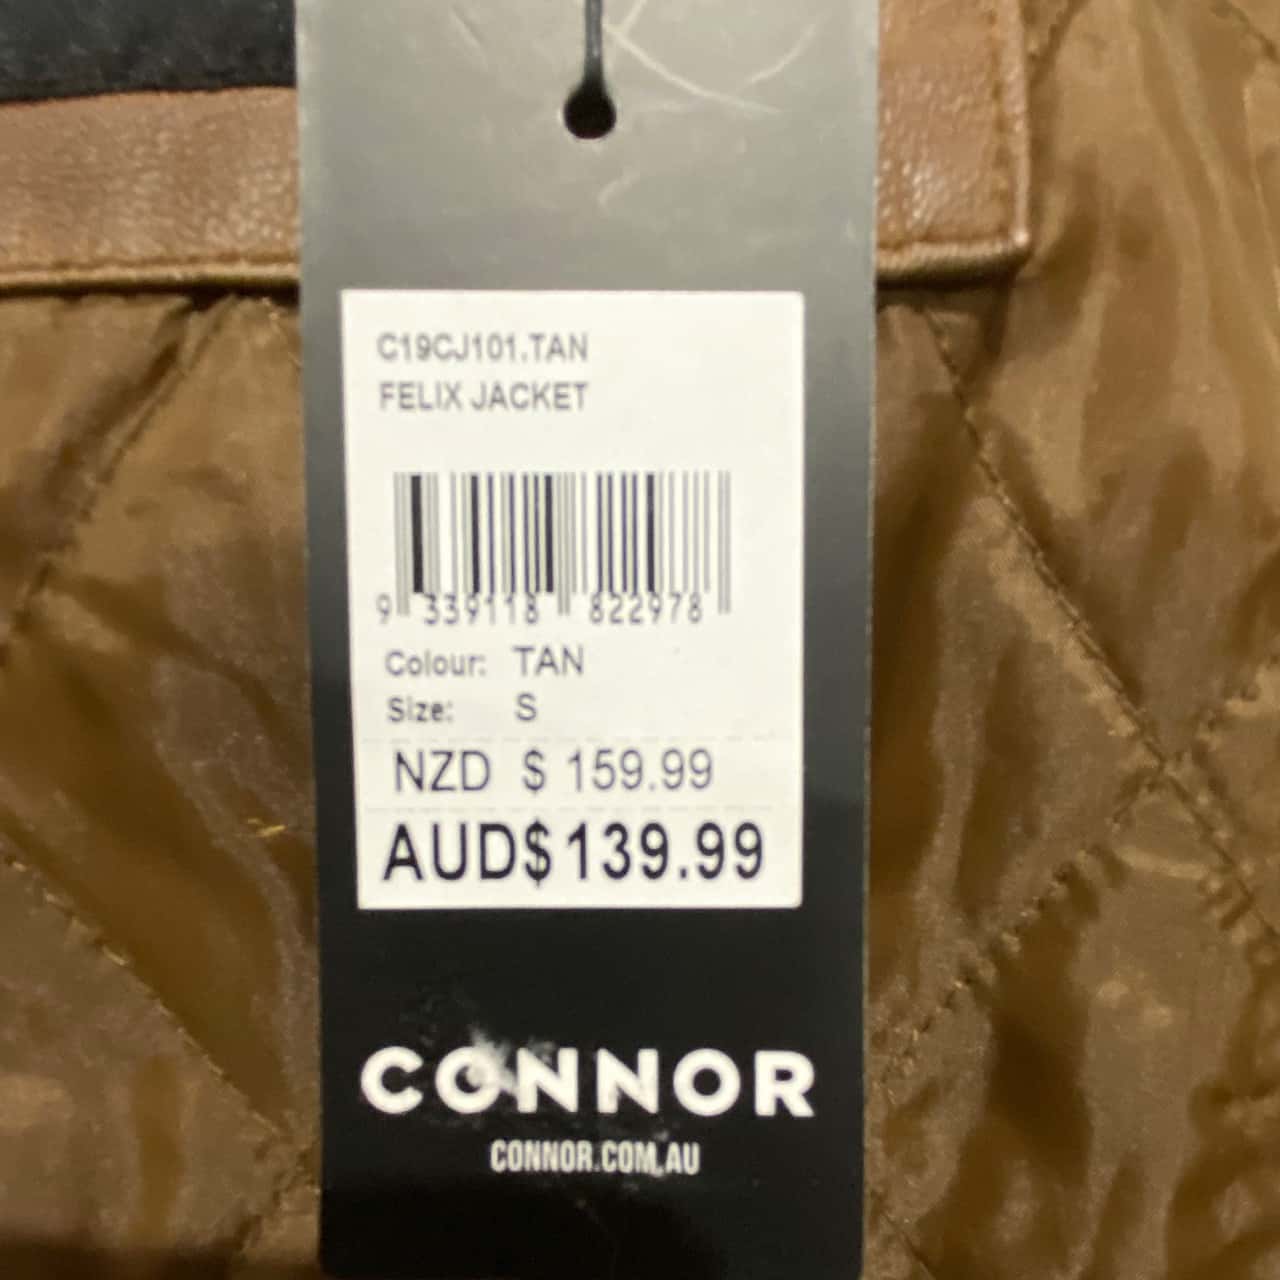 C19CJ101.TAN
FELIX JACKET
9 339118 822978
Colour: TAN
Size: S
NZD $ 159.99
AUD$139.99
CONNOR
CONNOR.COM.AU